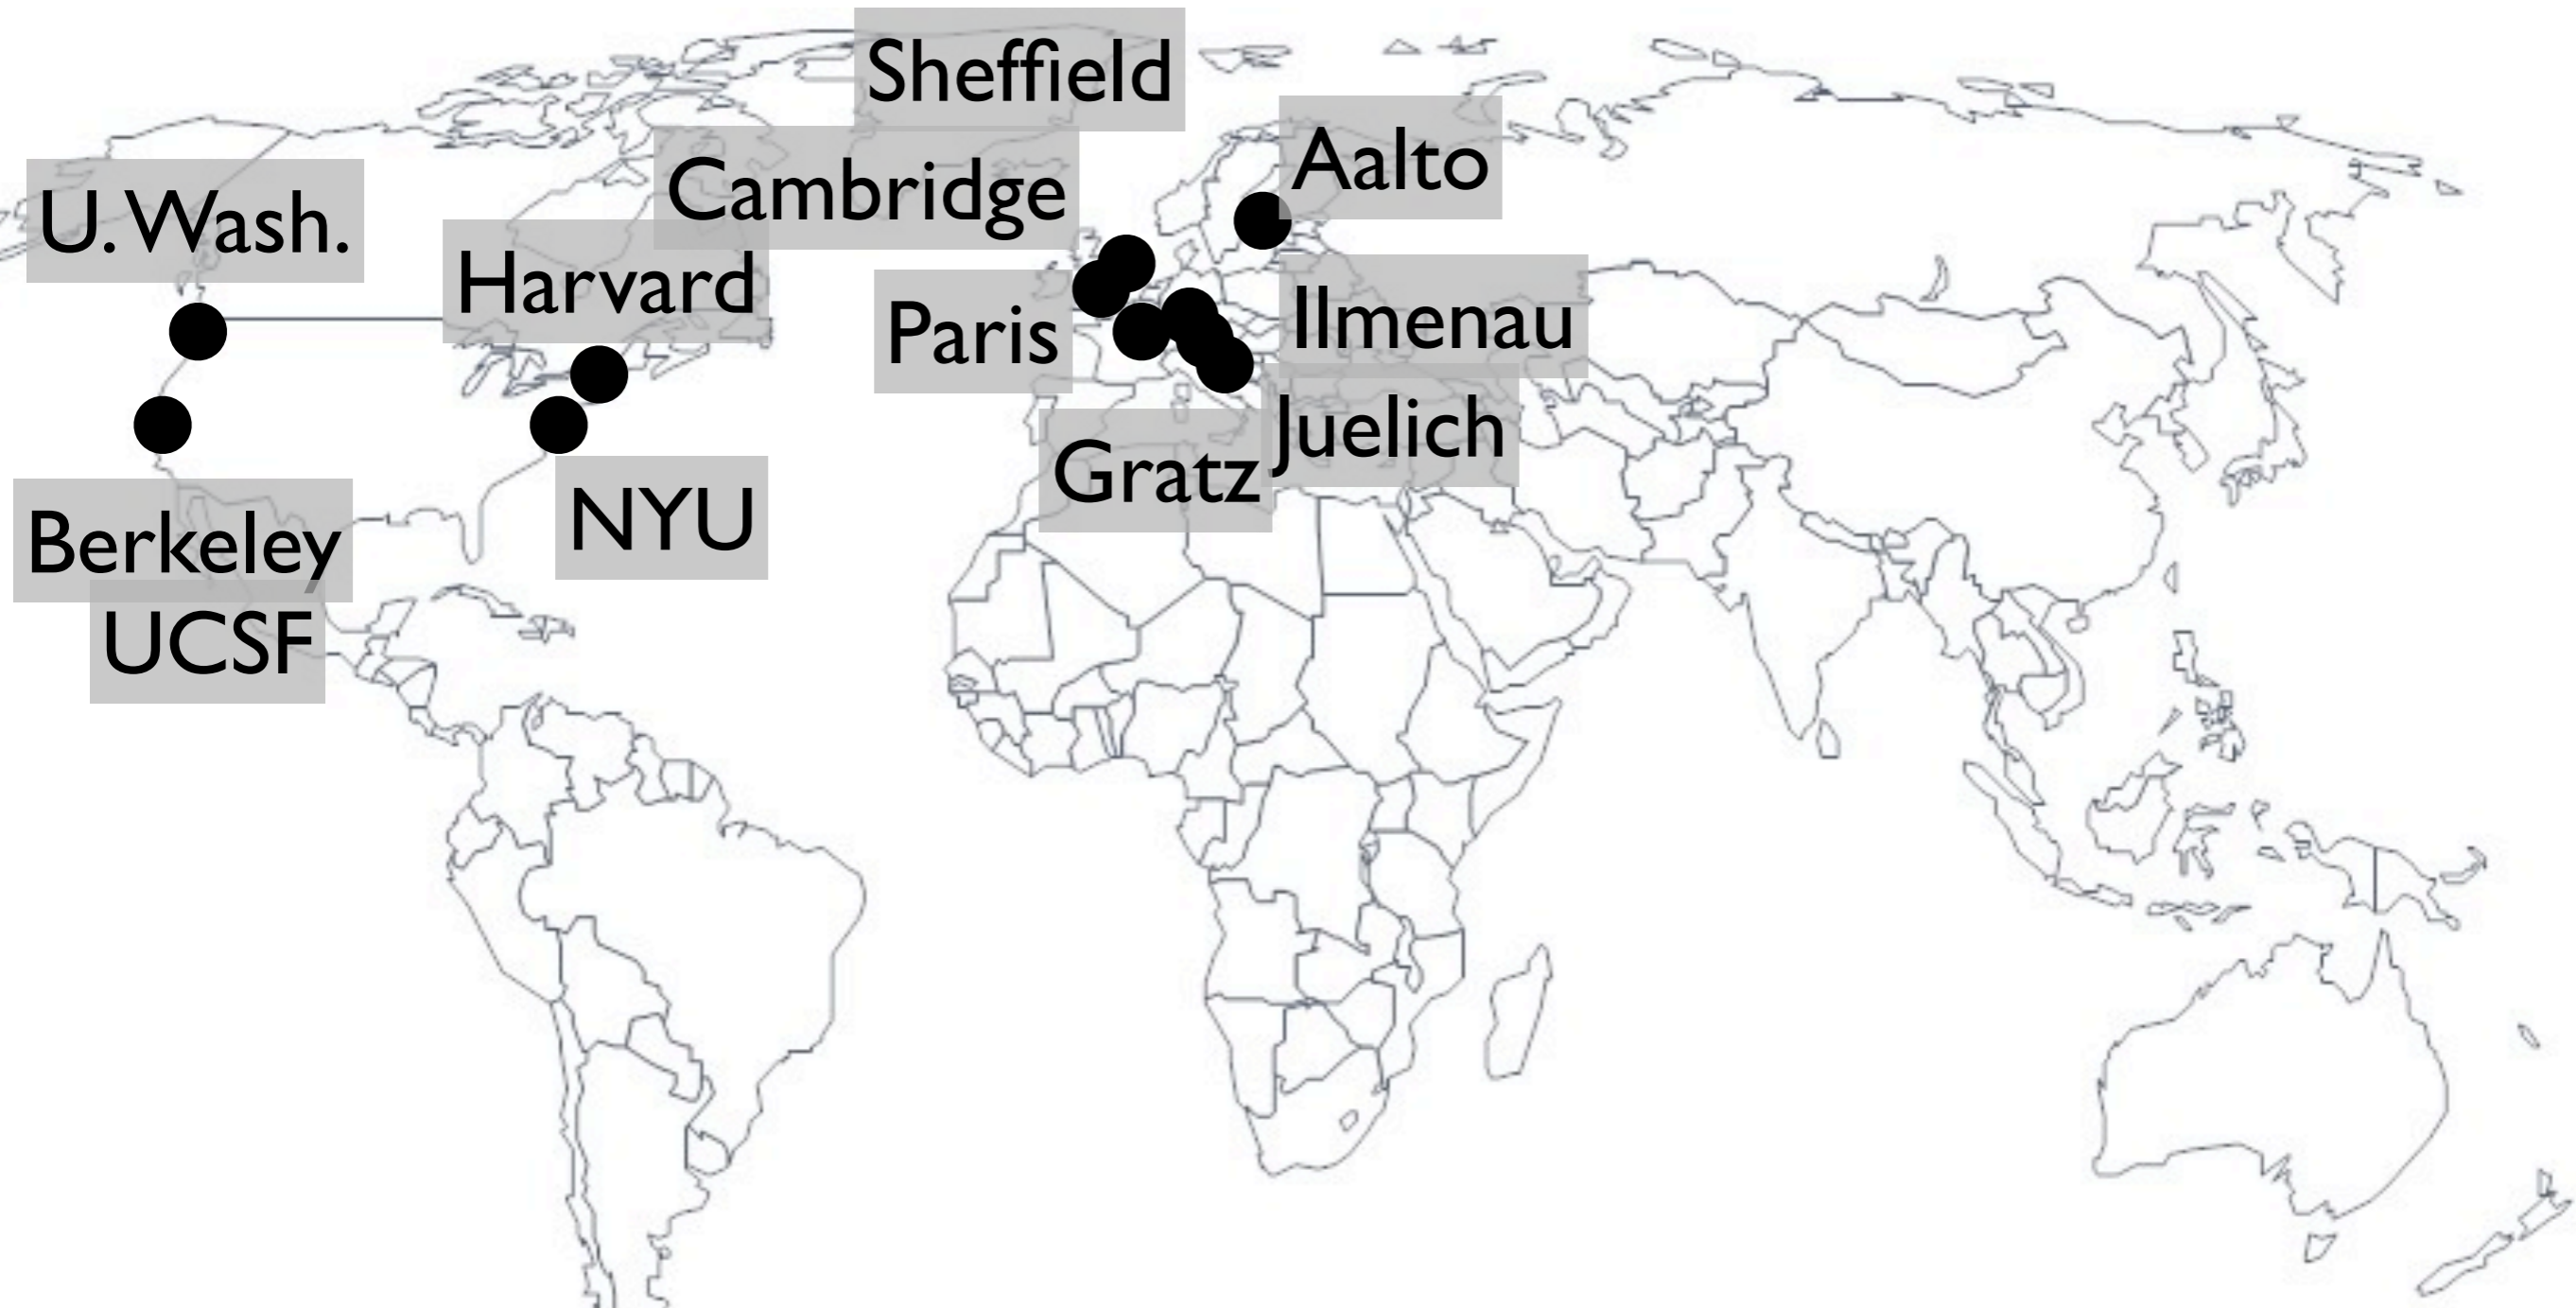 Sheffield
Cambridge
Aalto
U. Wash.
Harvard
Paris
Ilmenau
Juelich
Gratz
NYU
Berkeley
UCSF